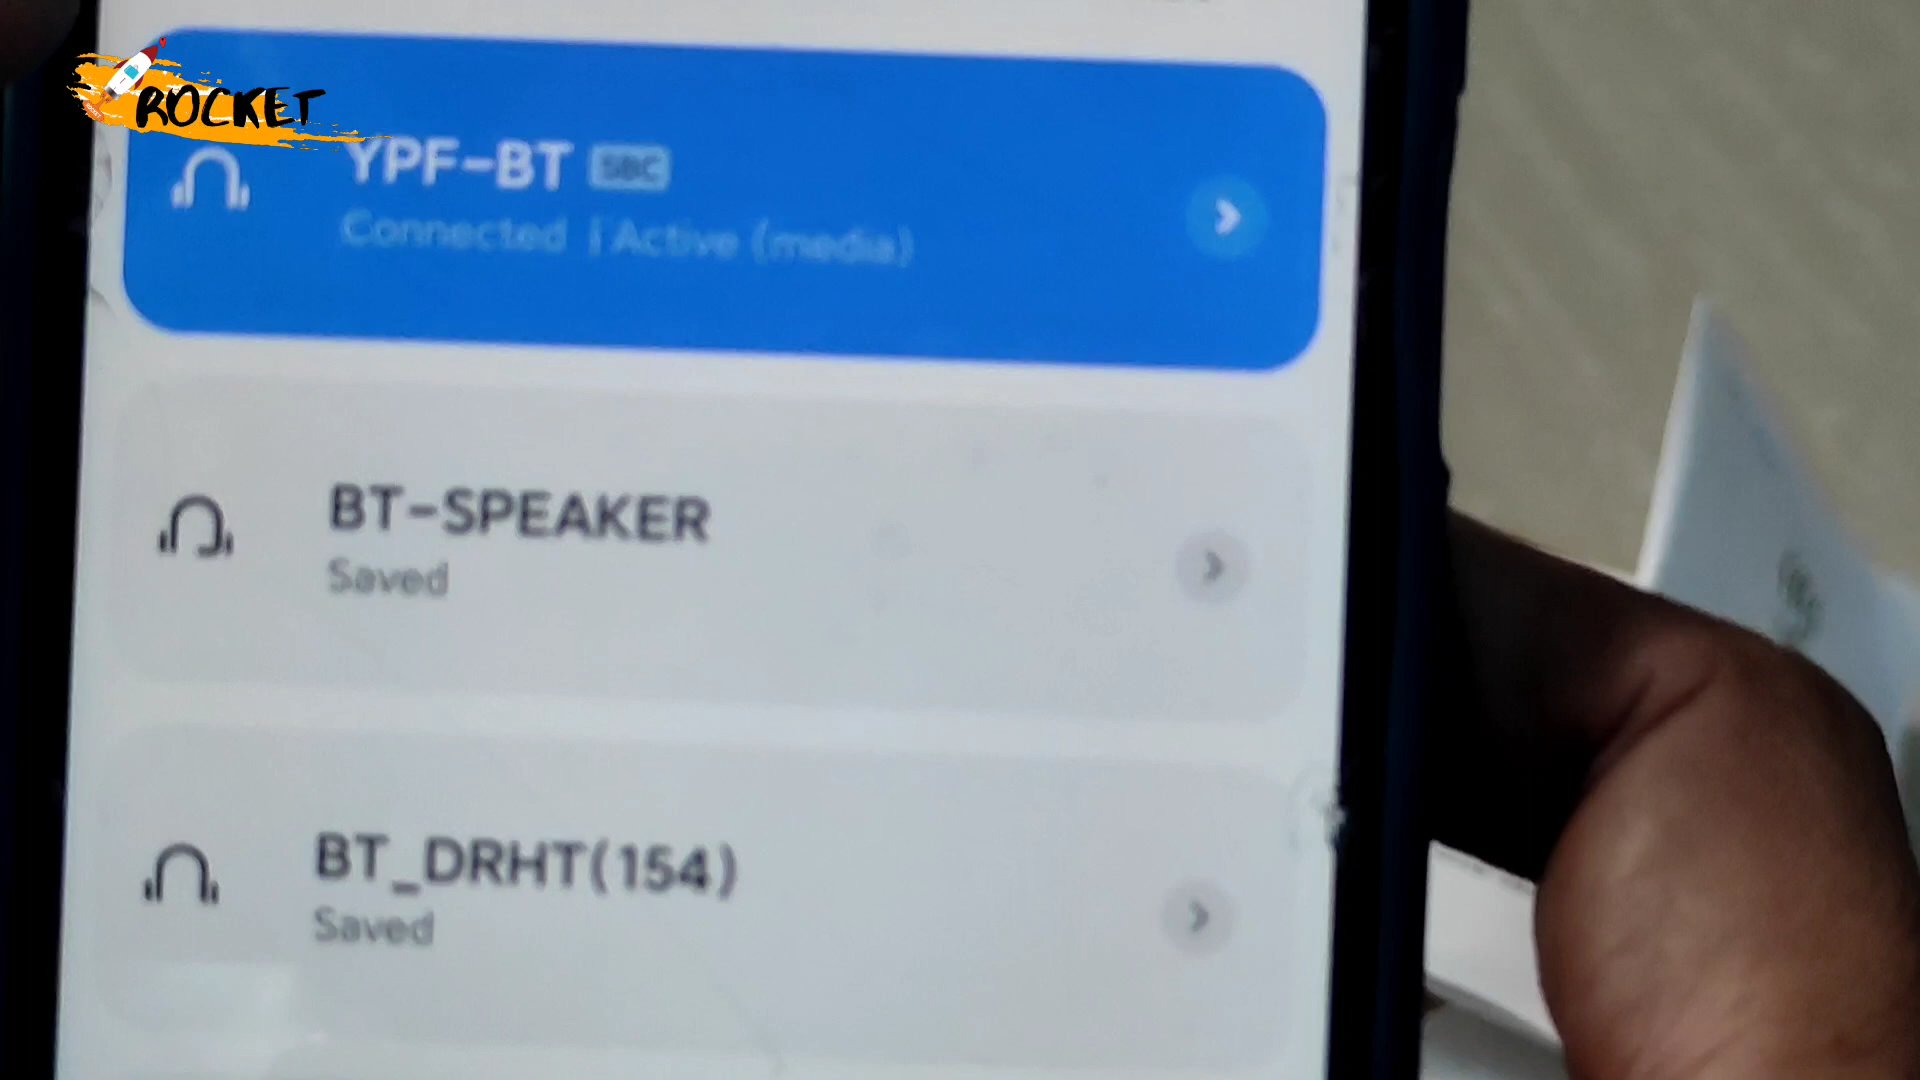 ROCKET
YPF-BT SBC
Connected | Active (media)
BT-SPEAKER
Saved
BT_DRHT(154)
Saved